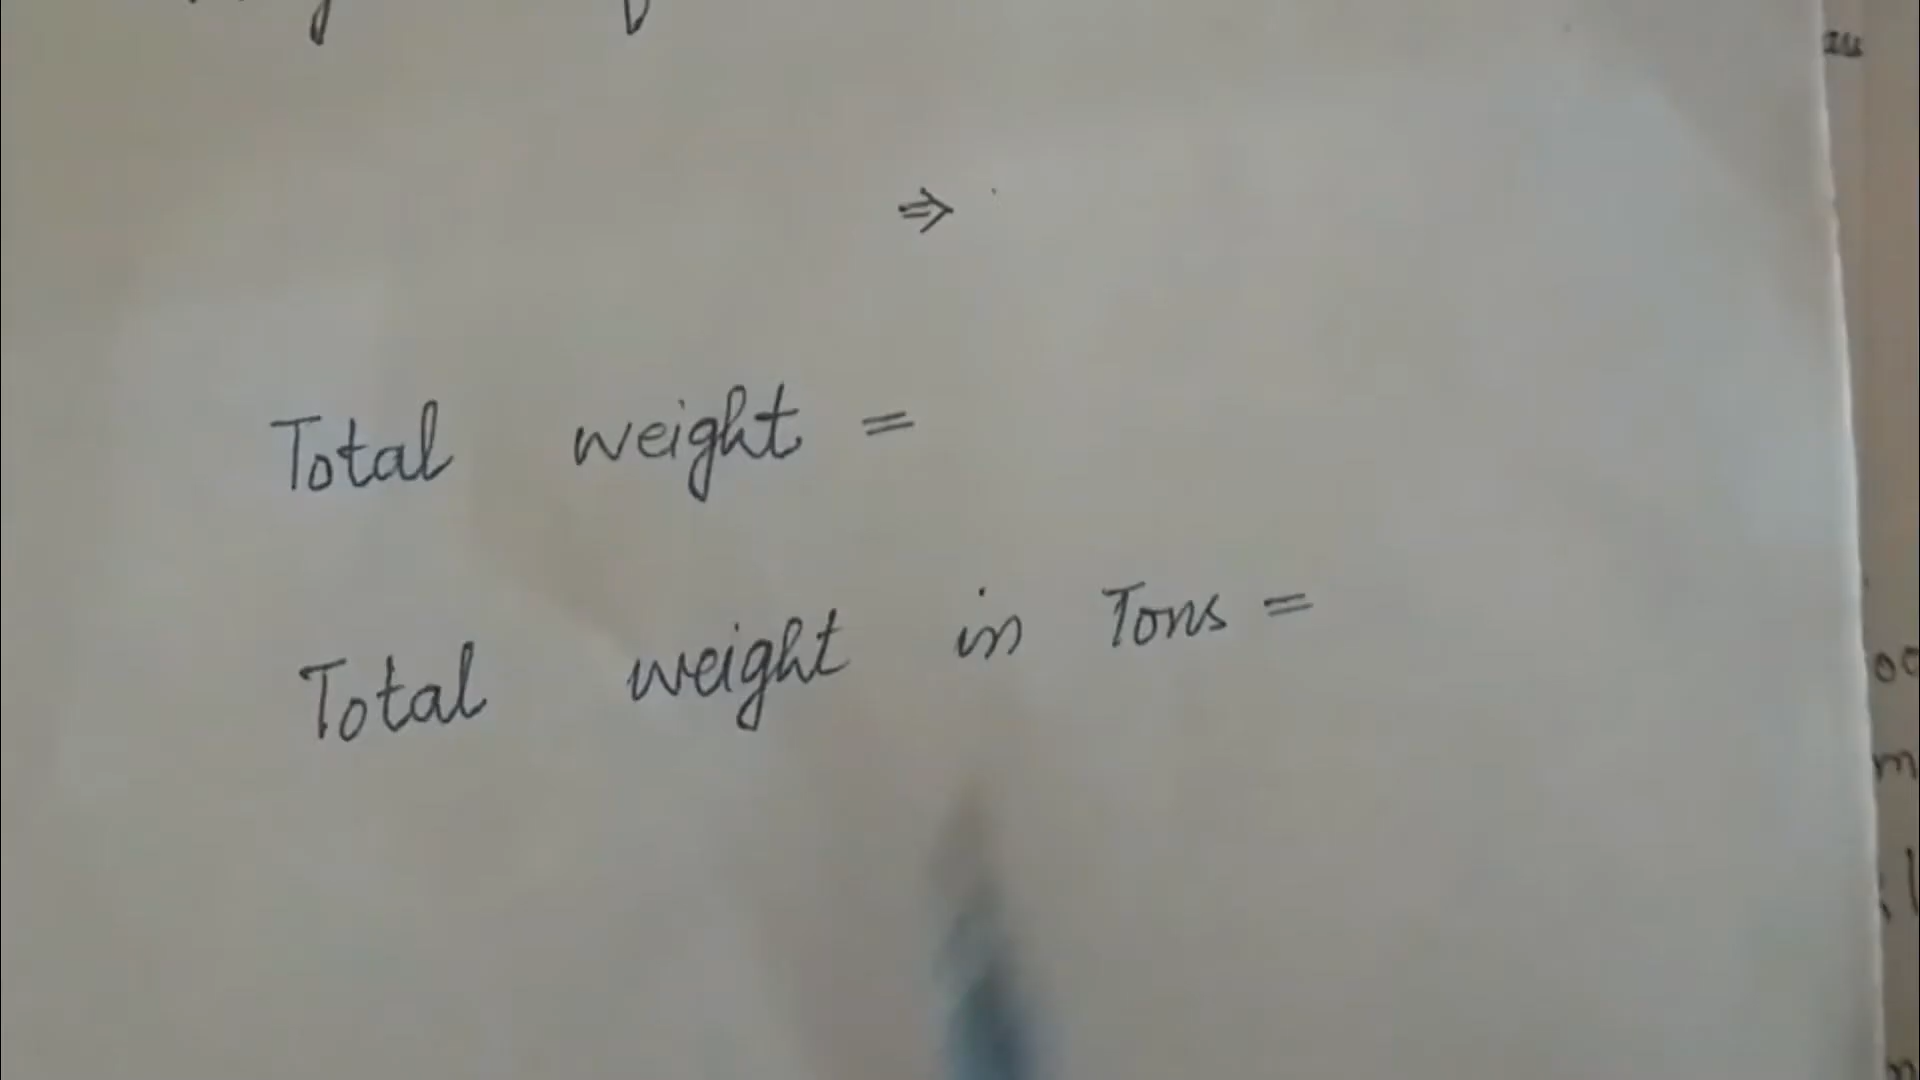 ⇒
Total weight =
Total weight in Tons =